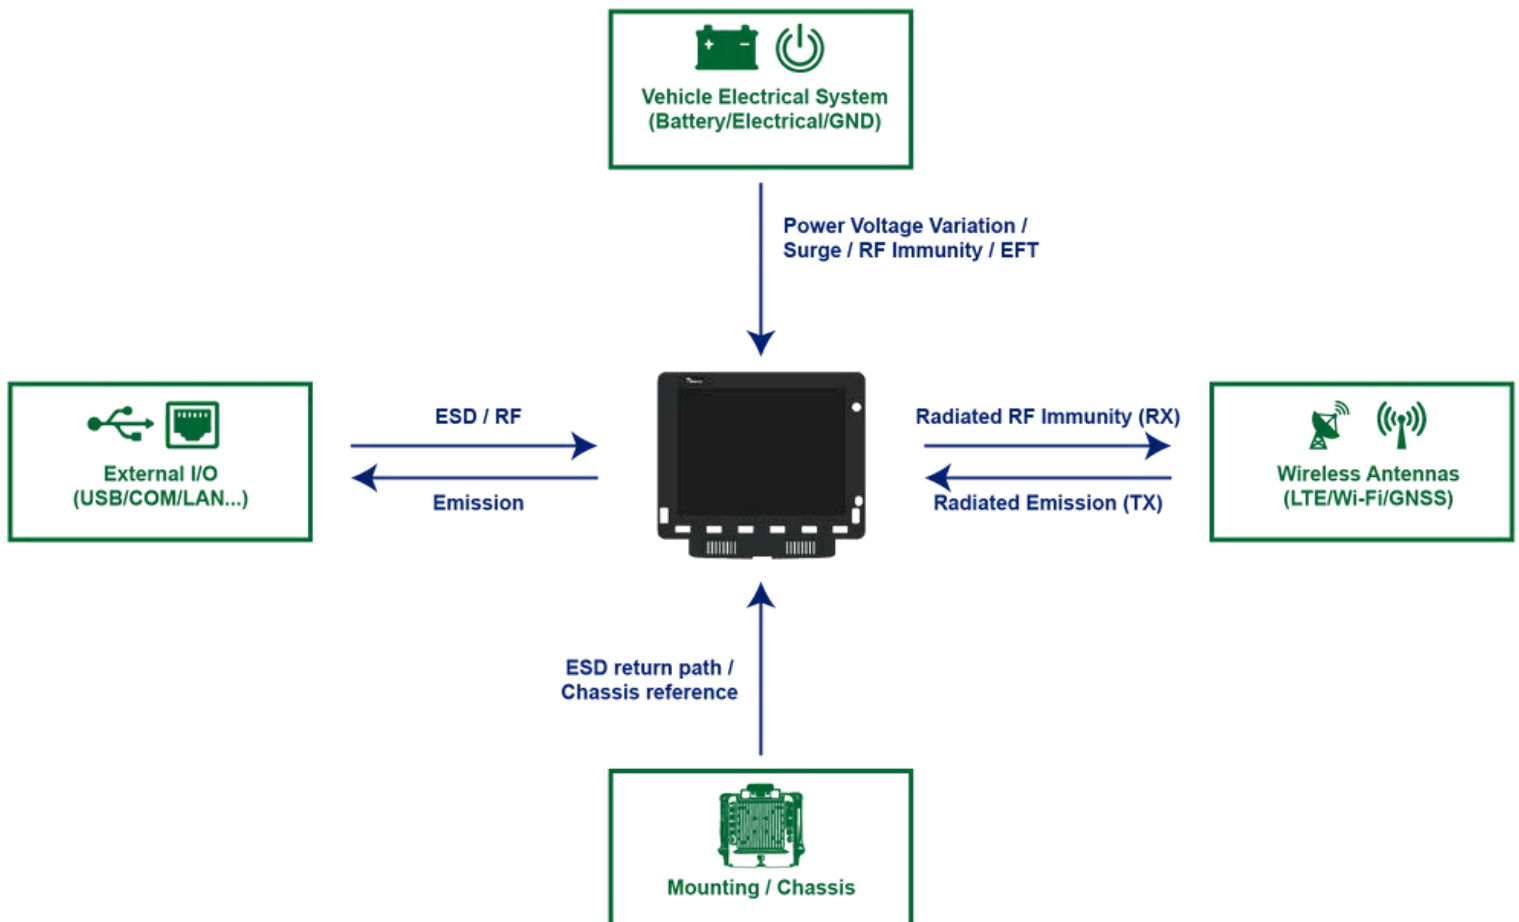 Vehicle Electrical System
(Battery/Electrical/GND)
Power Voltage Variation /
Surge / RF Immunity / EFT
External I/O
(USB/COM/LAN...)
ESD / RF
Emission
Radiated RF Immunity (RX)
Radiated Emission (TX)
Wireless Antennas
(LTE/Wi-Fi/GNSS)
ESD return path /
Chassis reference
Mounting / Chassis